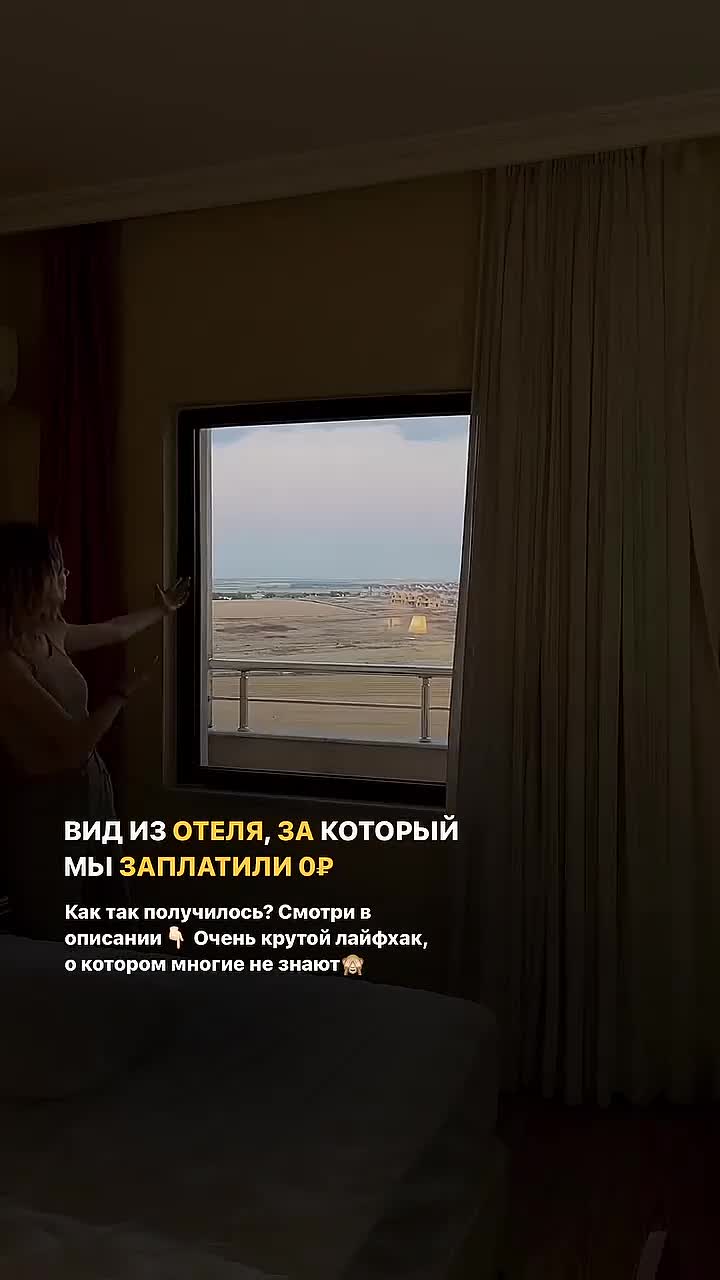 ВИД ИЗ ОТЕЛЯ, ЗА КОТОРЫЙ
МЫ ЗАПЛАТИЛИ 0₽
Как так получилось? Смотри в
описании👇🏻 Очень крутой лайфхак,
о котором многие не знают🙈